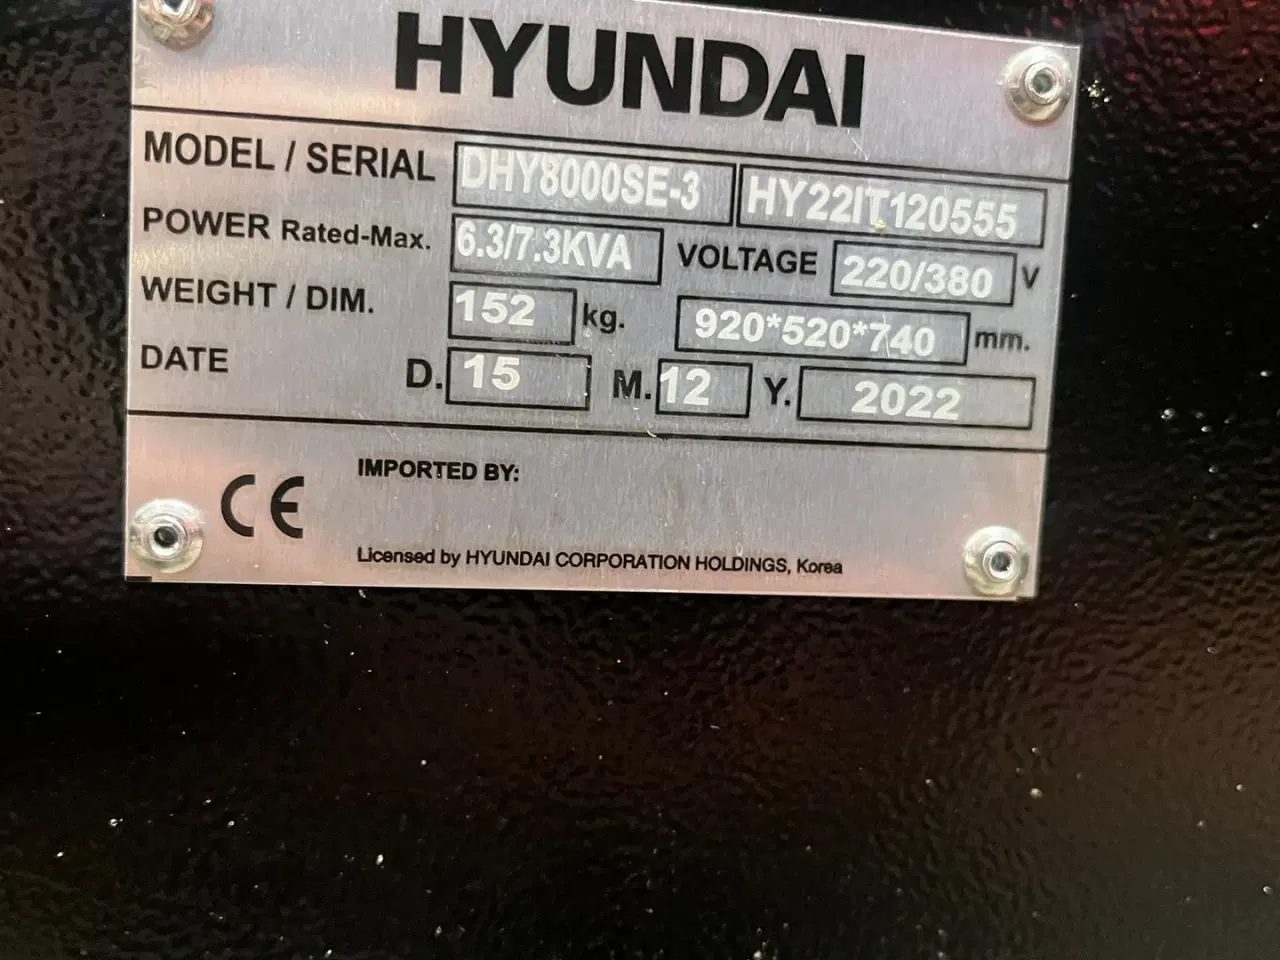 HYUNDAI
MODEL / SERIAL DHY8000SE-3 HY22IT120555
POWER Rated-Max. 6.3/7.3KVA VOLTAGE 220/380 V
WEIGHT / DIM. 152 kg. 920*520*740 mm.
DATE D. 15 M. 12 Y. 2022
CE
IMPORTED BY:
Licensed by HYUNDAI CORPORATION HOLDINGS, Korea